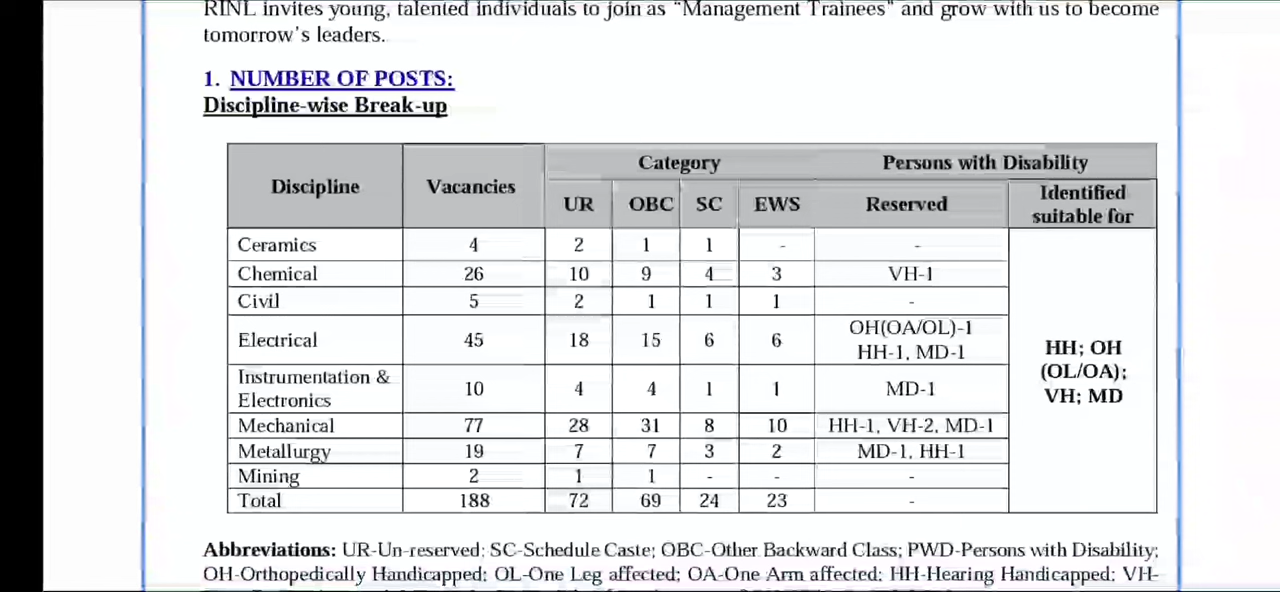 RINL invites young, talented individuals to join as "Management Trainees" and grow with us to become
tomorrow's leaders.
1. NUMBER OF POSTS:
Discipline-wise Break-up
Discipline Vacancies Category Persons with Disability
UR OBC SC EWS Reserved Identified suitable for
Ceramics 4 2 1 1 - -
Chemical 26 10 9 4 3 VH-1
Civil 5 2 1 1 1 -
Electrical 45 18 15 6 6 OH(OA/OL)-1
HH-1, MD-1
Instrumentation &
Electronics 10 4 4 1 1 MD-1
Mechanical 77 28 31 8 10 HH-1, VH-2, MD-1
Metallurgy 19 7 7 3 2 MD-1, HH-1
Mining 2 1 1 - - -
Total 188 72 69 24 23 -
HH; OH
(OL/OA);
VH; MD
Abbreviations: UR-Un-reserved; SC-Schedule Caste; OBC-Other Backward Class; PWD-Persons with Disability;
OH-Orthopedically Handicapped; OL-One Leg affected; OA-One Arm affected; HH-Hearing Handicapped; VH-